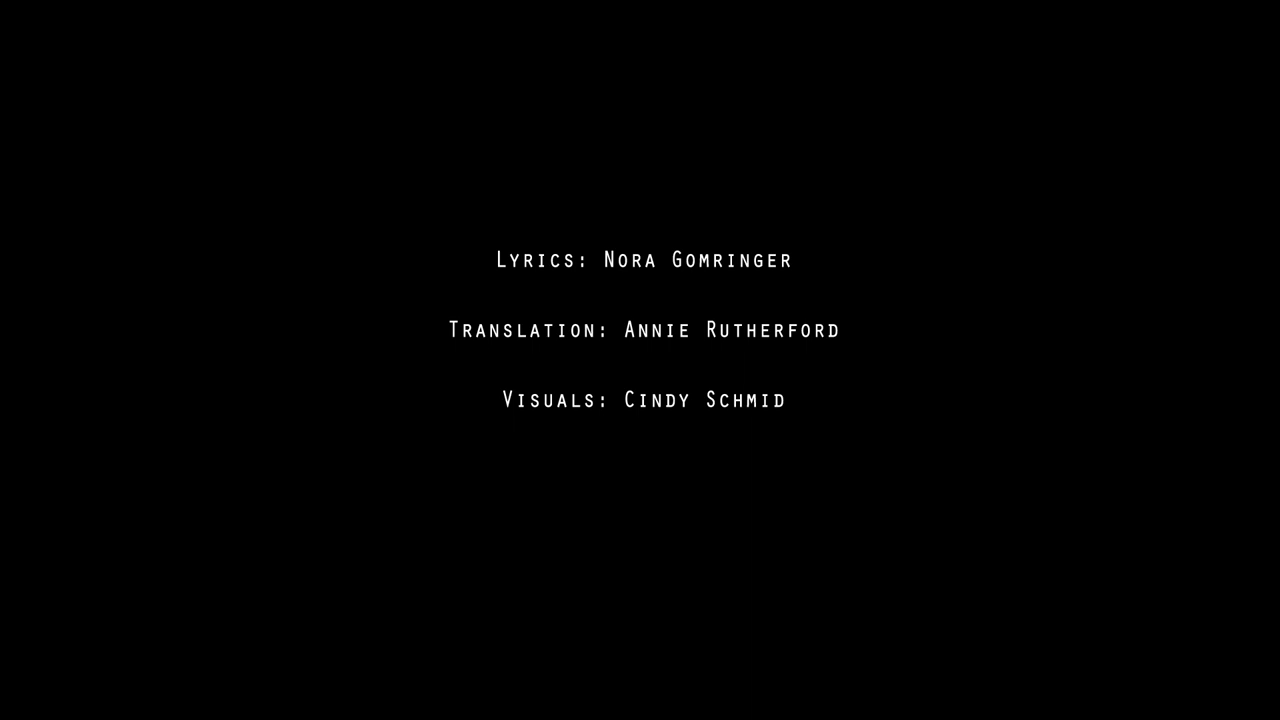 Lyrics: Nora Gomringer
Translation: Annie Rutherford
Visuals: Cindy Schmid